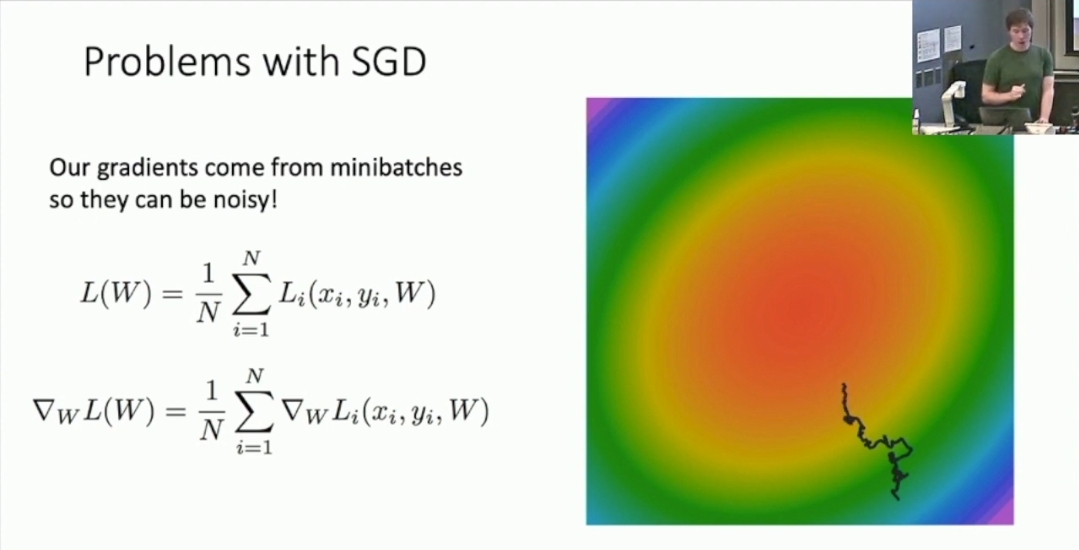 Problems with SGD
Our gradients come from minibatches
so they can be noisy!
L(W) = \frac{1}{N} \sum_{i=1}^{N} L_i(x_i, y_i, W)
\nabla_W L(W) = \frac{1}{N} \sum_{i=1}^{N} \nabla_W L_i(x_i, y_i, W)